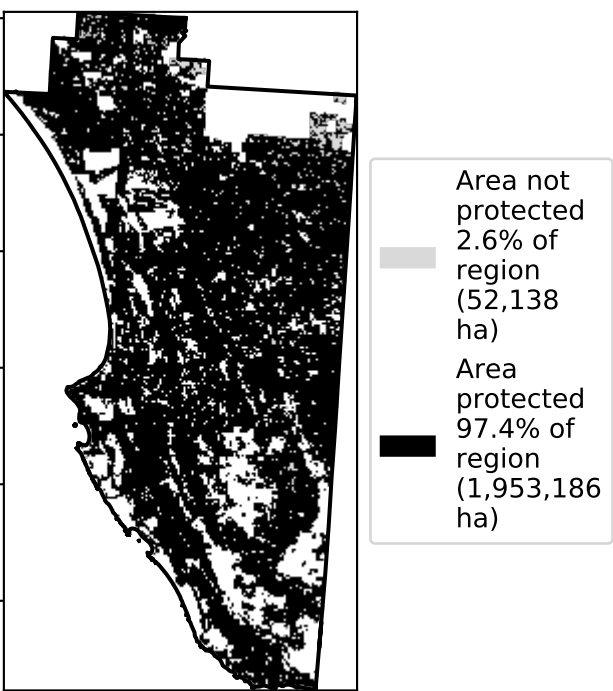 Area not
protected
2.6% of
region
(52,138
ha)
Area
protected
97.4% of
region
(1,953,186
ha)